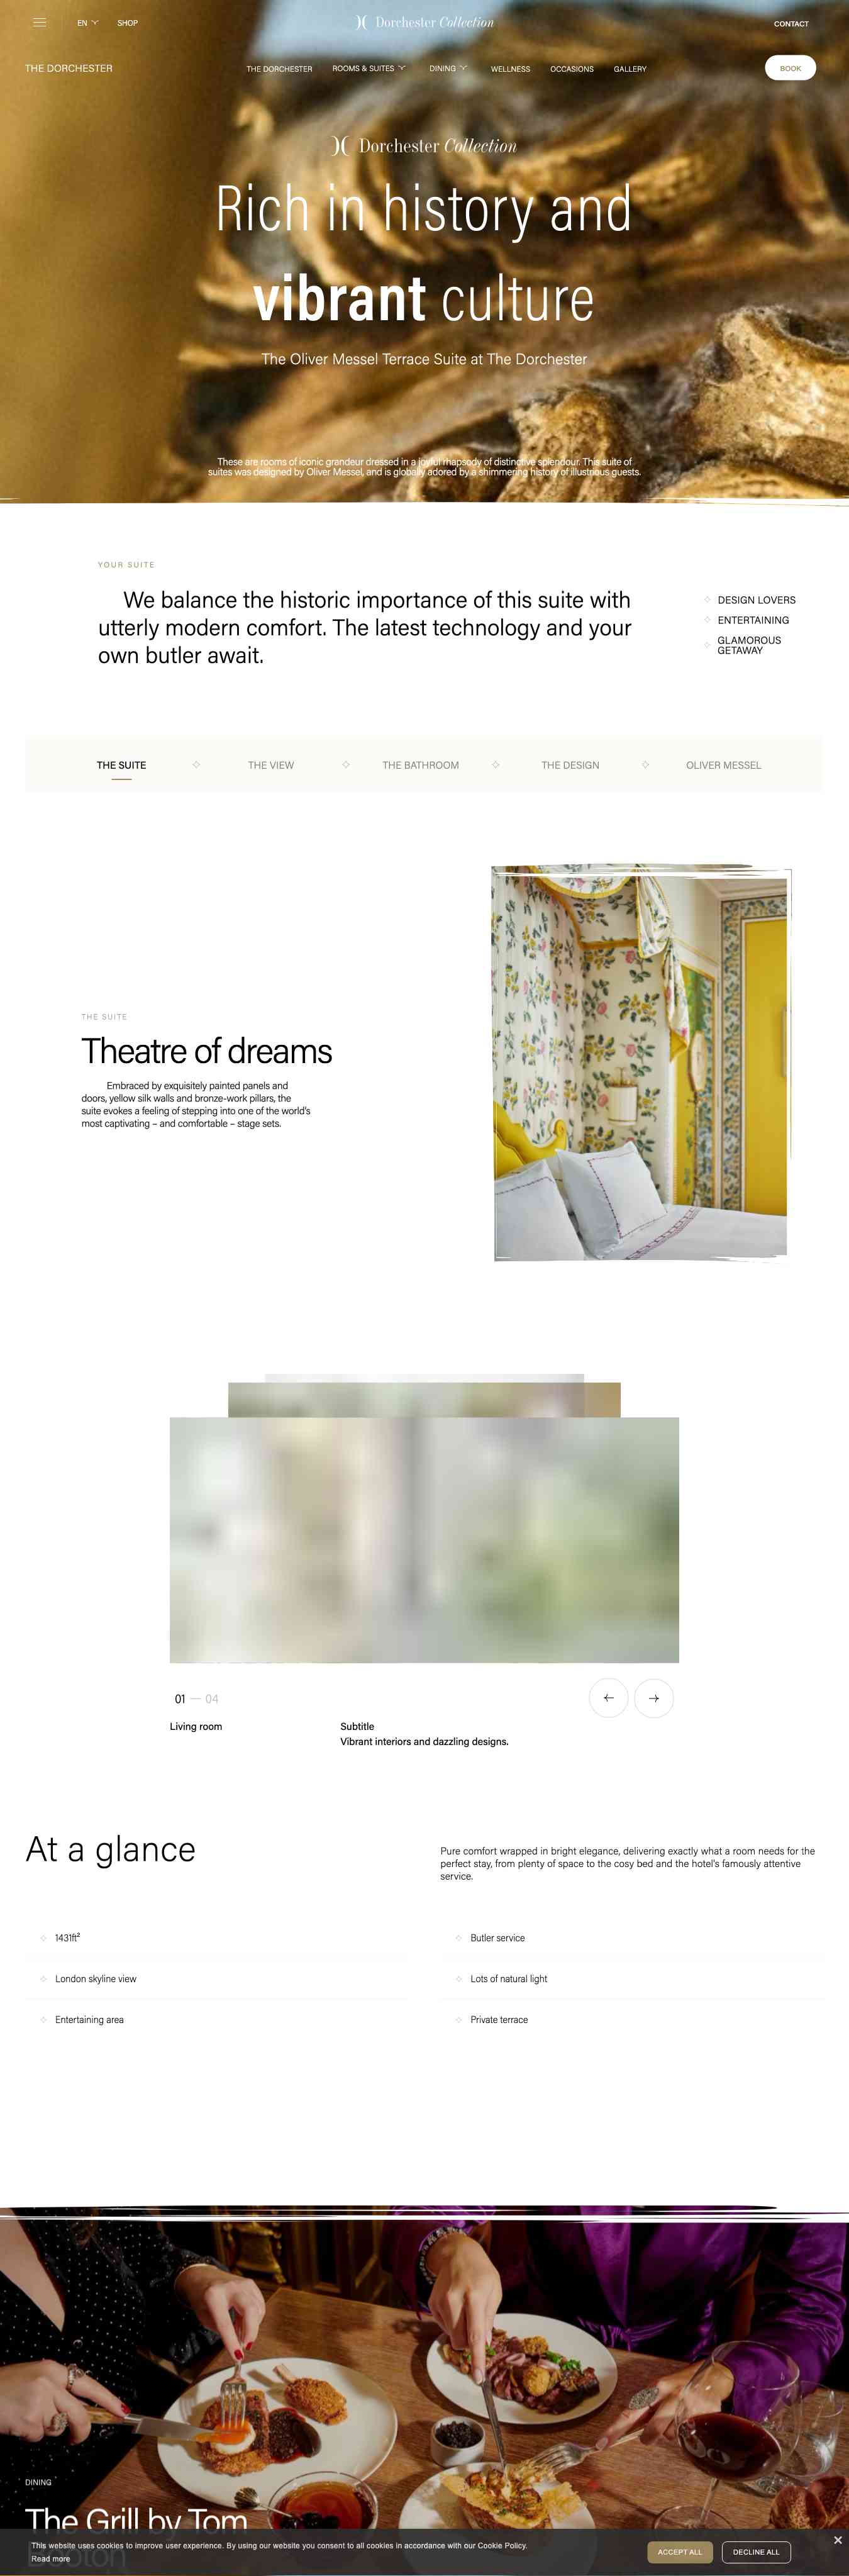 EN
SHOP
Dorchester Collection
CONTACT
THE DORCHESTER
THE DORCHESTER
ROOMS & SUITES
DINING
WELLNESS
OCCASIONS
GALLERY
BOOK
Dorchester Collection
Rich in history and
vibrant culture
The Oliver Messel Terrace Suite at The Dorchester
These are rooms of iconic grandeur dressed in a joyful rhapsody of distinctive splendour. This suite of
suites was designed by Oliver Messel, and is globally adored by a shimmering history of illustrious guests.
YOUR SUITE
We balance the historic importance of this suite with
utterly modern comfort. The latest technology and your
own butler await.
DESIGN LOVERS
ENTERTAINING
GLAMOROUS
GETAWAY
THE SUITE
THE VIEW
THE BATHROOM
THE DESIGN
OLIVER MESSEL
THE SUITE
Theatre of dreams
Embraced by exquisitely painted panels and
doors, yellow silk walls and bronze-work pillars, the
suite evokes a feeling of stepping into one of the world's
most captivating – and comfortable – stage sets.
01 — 04
Living room
Subtitle
Vibrant interiors and dazzling designs.
At a glance
Pure comfort wrapped in bright elegance, delivering exactly what a room needs for the
perfect stay, from plenty of space to the cosy bed and the hotel's famously attentive
service.
1431ft²
Butler service
London skyline view
Lots of natural light
Entertaining area
Private terrace
DINING
The Grill by Tom
Booton
This website uses cookies to improve user experience. By using our website you consent to all cookies in accordance with our Cookie Policy.
Read more
ACCEPT ALL
DECLINE ALL